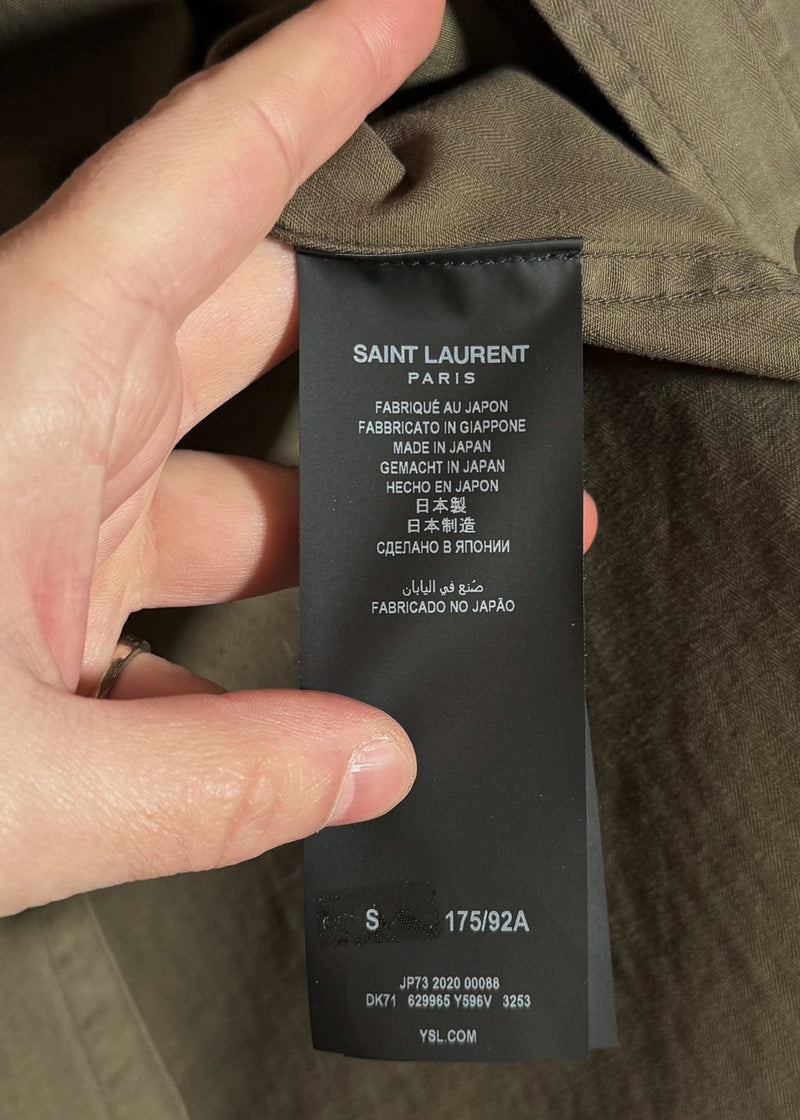 SAINT LAURENT
PARIS
FABRIQUÉ AU JAPON
FABBRICATO IN GIAPPONE
MADE IN JAPAN
GEMACHT IN JAPAN
HECHO EN JAPON
日本製
日本制造
СДЕЛАНО В ЯПОНИИ
صُنع في اليابان
FABRICADO NO JAPÃO
S 175/92A
JP73 2020 00088
DK71 629965 Y596V 3253
YSL.COM